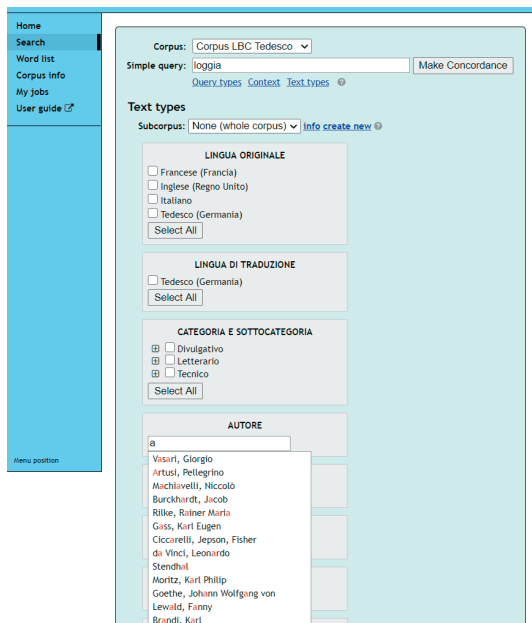 Home
Search
Word list
Corpus info
My jobs
User guide
Menu position
Corpus: Corpus LBC Tedesco
Simple query: loggia Make Concordance
Query types Context Text types ?
Text types
Subcorpus: None (whole corpus) info create new ?
LINGUA ORIGINALE
Francese (Francia)
Inglese (Regno Unito)
Italiano
Tedesco (Germania)
Select All
LINGUA DI TRADUZIONE
Tedesco (Germania)
Select All
CATEGORIA E SOTTOCATEGORIA
Divulgativo
Letterario
Tecnico
Select All
AUTORE
a
Vasari, Giorgio
Artusi, Pellegrino
Machiavelli, Niccolò
Burckhardt, Jacob
Rilke, Rainer Maria
Gass, Karl Eugen
Ciccarelli, Jepson, Fisher
da Vinci, Leonardo
Stendhal
Moritz, Karl Philip
Goethe, Johann Wolfgang von
Lewald, Fanny
Brandi, Karl